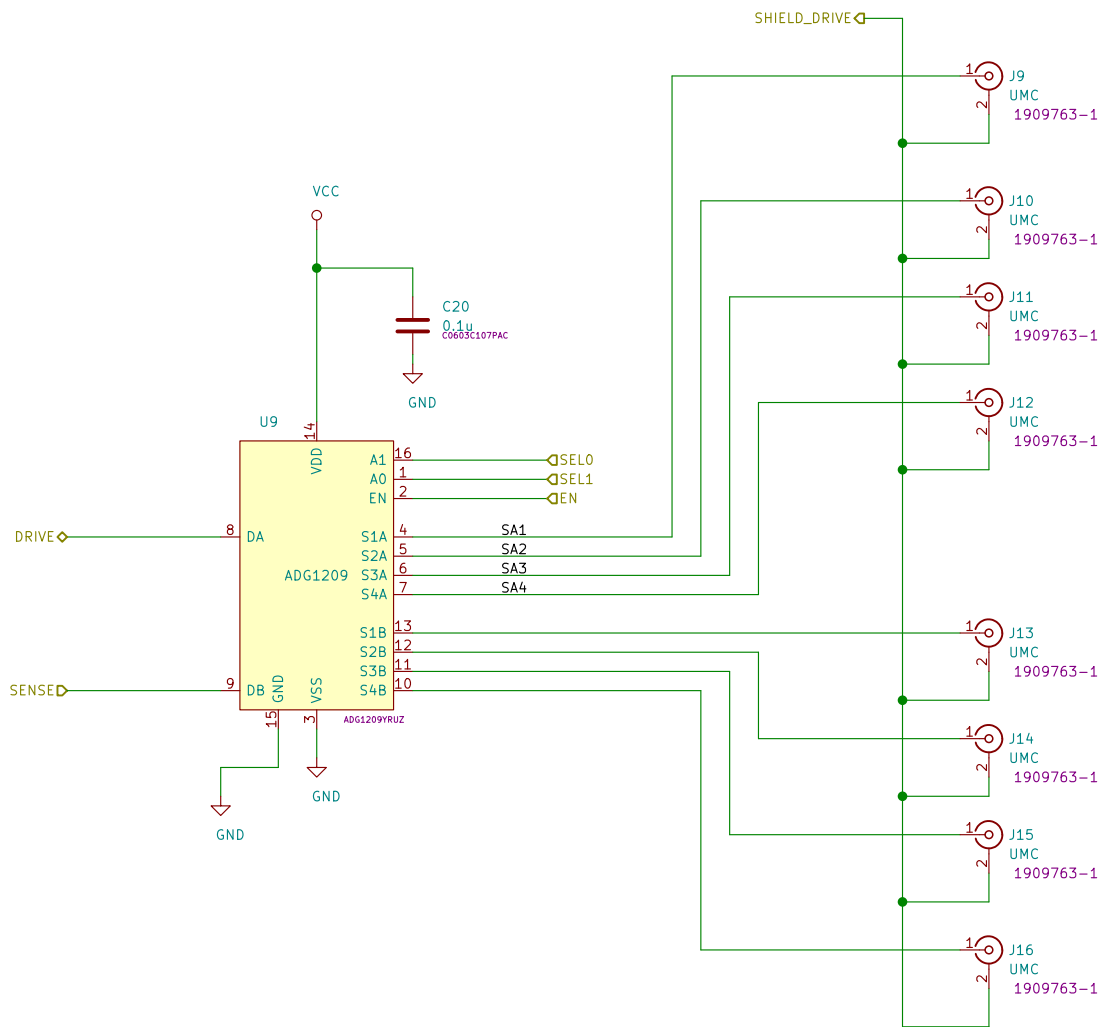 SHIELD_DRIVE
1 J9
UMC
2 1909763-1
VCC
1 J10
UMC
2 1909763-1
C20
0.1u
C0603C107PAC
GND
1 J11
UMC
2 1909763-1
1 J12
UMC
2 1909763-1
U9
14
VDD
A1 16 SEL0
A0 1 SEL1
EN 2 EN
DRIVE 8 DA
S1A 4 SA1
S2A 5 SA2
ADG1209 S3A 6 SA3
S4A 7 SA4
S1B 13
S2B 12
S3B 11
S4B 10
SENSE 9 DB
GND VSS
15 3
ADG1209YRUZ
GND
GND
1 J13
UMC
2 1909763-1
1 J14
UMC
2 1909763-1
1 J15
UMC
2 1909763-1
1 J16
UMC
2 1909763-1